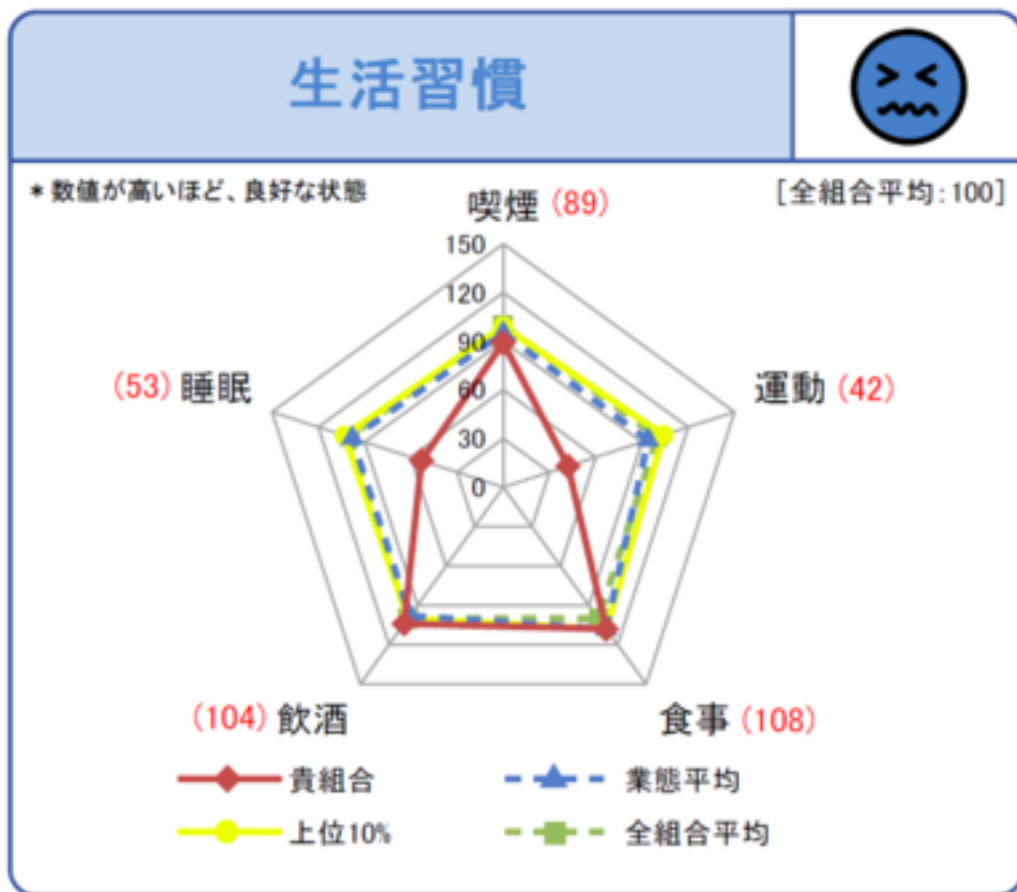 生活習慣
*数値が高いほど、良好な状態
[全組合平均:100]
喫煙 (89)
150
120
90
60
30
0
(53) 睡眠
運動 (42)
(104) 飲酒
食事 (108)
貴組合
業態平均
上位10%
全組合平均